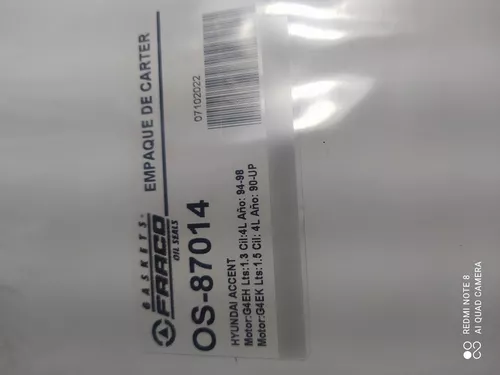 GASKETS·
FRACO
OIL SEALS
EMPAQUE DE CARTER
OS-87014
07102022
HYUNDAI ACCENT
Motor:G4EH Lts:1.3 Cil:4L Año: 94-98
Motor:G4EK Lts:1.5 Cil: 4L Año: 90-UP
REDMI NOTE 8
AI QUAD CAMERA